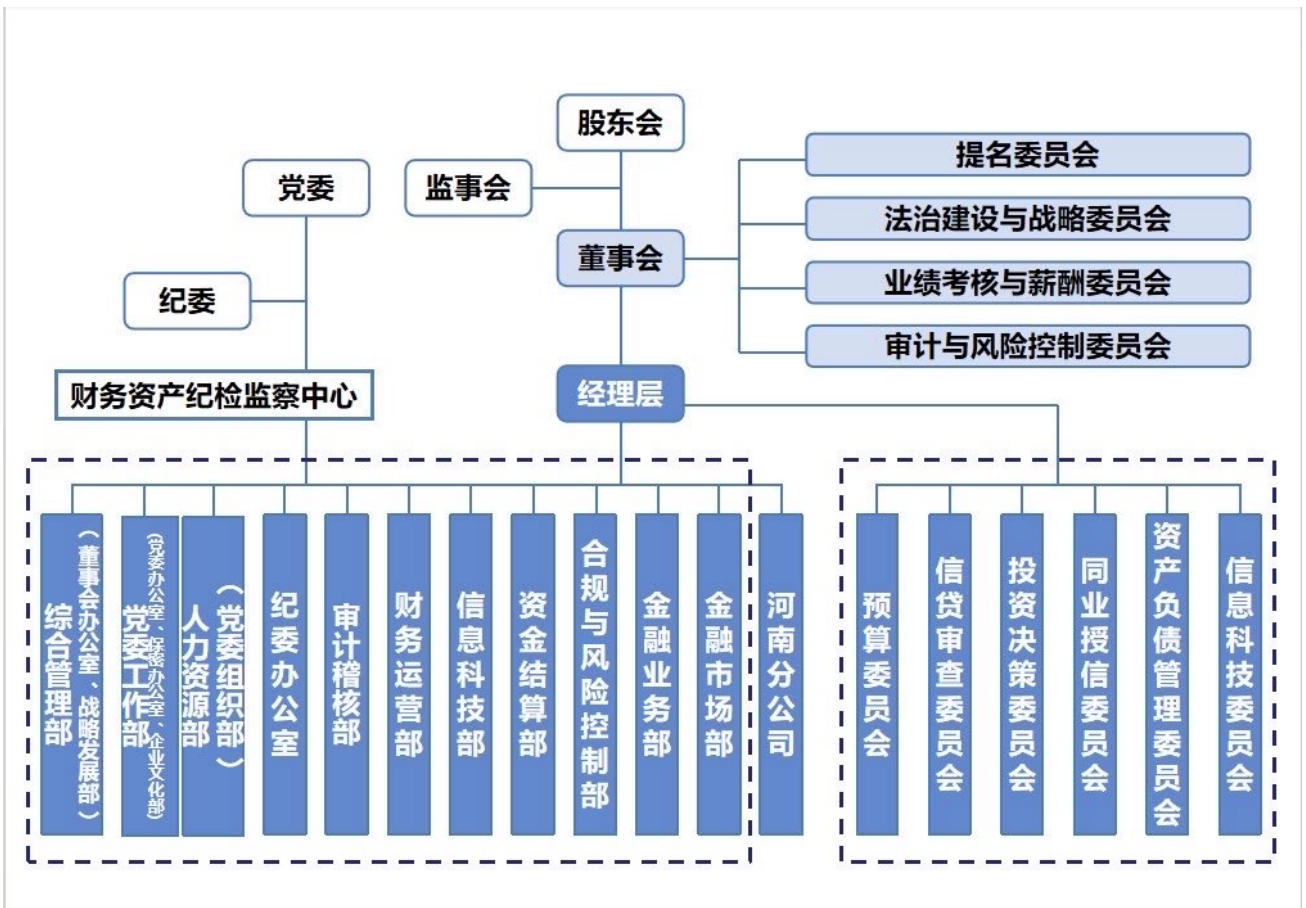 股东会
党委
监事会
提名委员会
法治建设与战略委员会
董事会
业绩考核与薪酬委员会
纪委
审计与风险控制委员会
财务资产纪检监察中心
经理层
综合管理部
（董事会办公室、战略发展部）
党委工作部
（党委办公室、保密办公室、企业文化部）
人力资源部
（党委组织部）
纪委办公室
审计稽核部
财务运营部
信息科技部
资金结算部
合规与风险控制部
金融业务部
金融市场部
河南分公司
预算委员会
信贷审查委员会
投资决策委员会
同业授信委员会
资产负债管理委员会
信息科技委员会